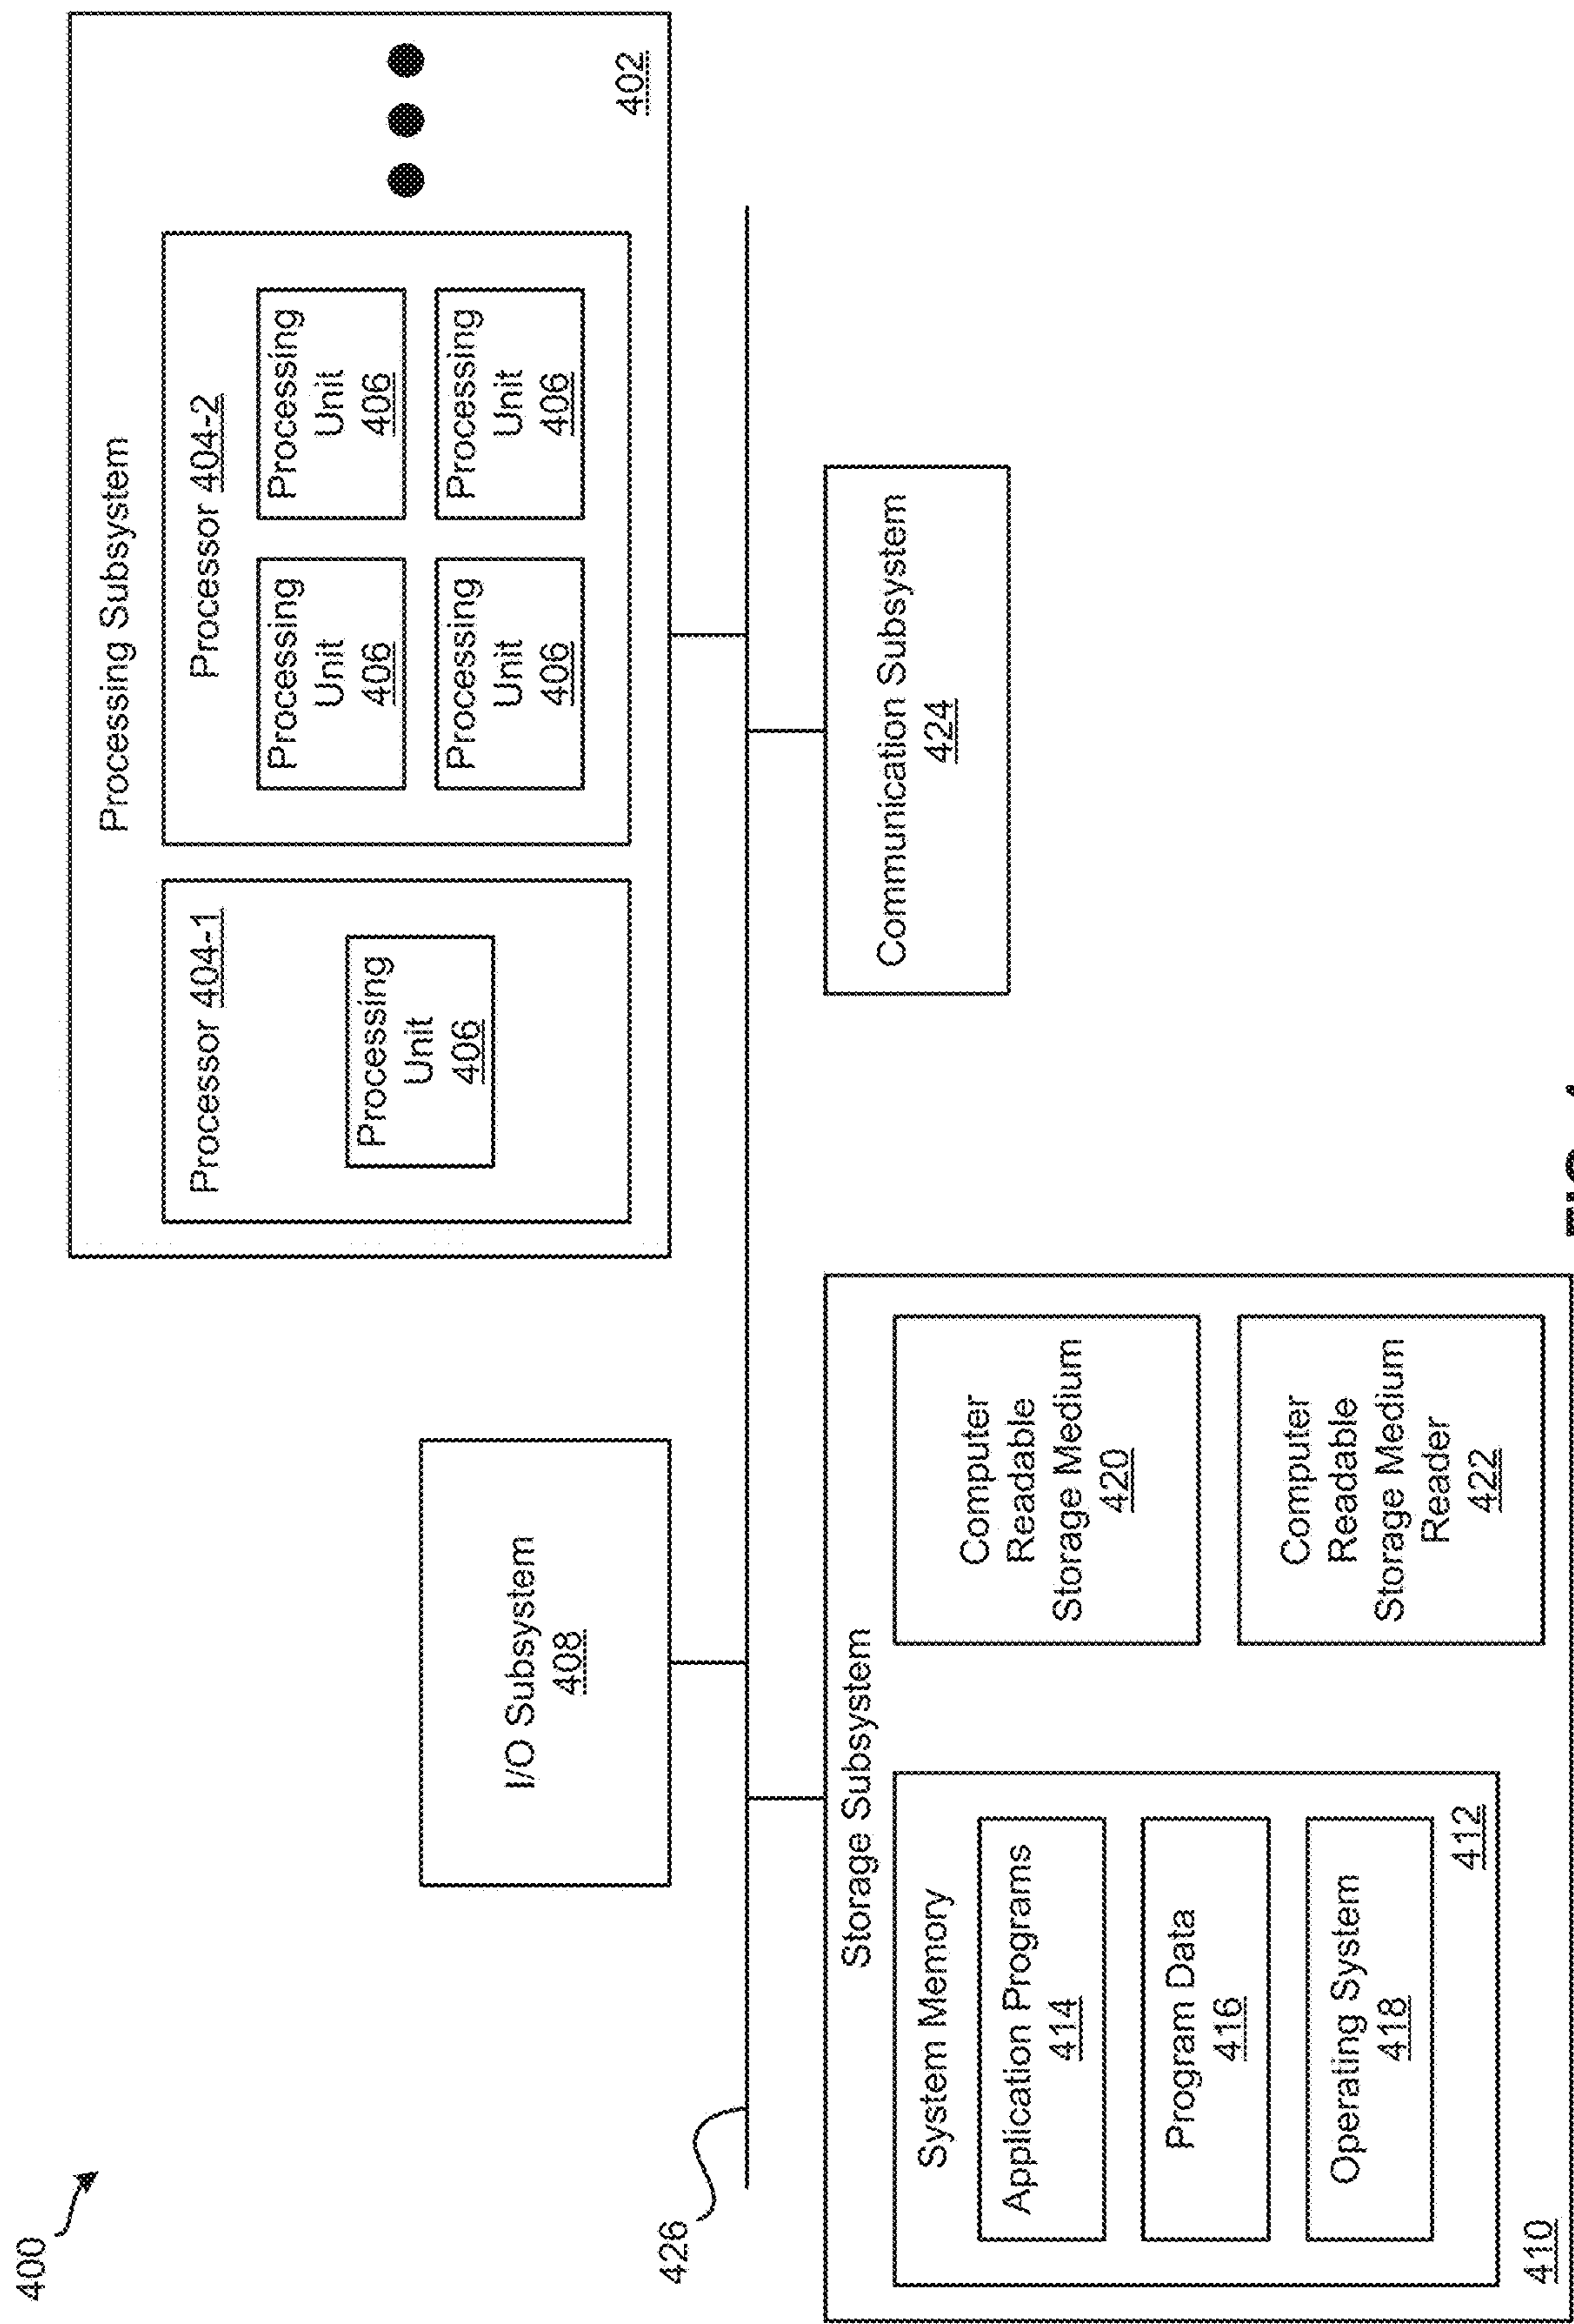 400
Processing Subsystem
Processor 404-1
Processing
Unit
406
Processor 404-2
Processing
Unit
406
Processing
Unit
406
Processing
Unit
406
Processing
Unit
406
402
I/O Subsystem
408
426
Storage Subsystem
System Memory
Application Programs
414
Program Data
416
Operating System
418
412
410
Computer
Readable
Storage Medium
420
Computer
Readable
Storage Medium
Reader
422
Communication Subsystem
424